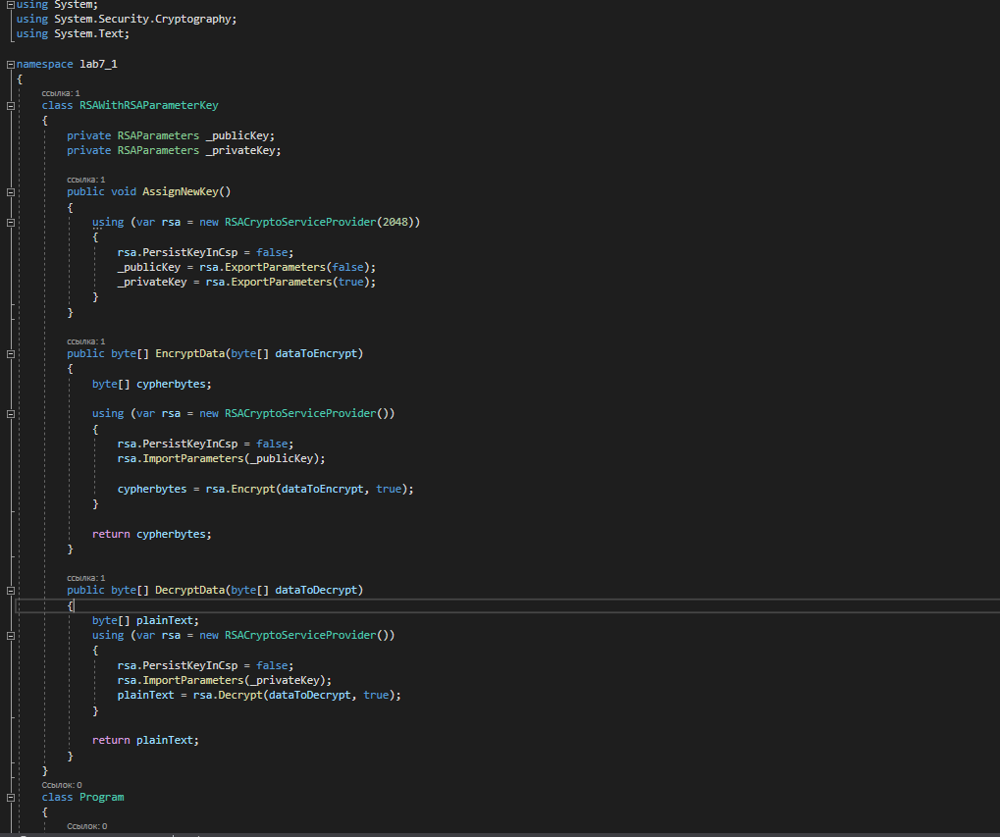 using System;
using System.Security.Cryptography;
using System.Text;
namespace lab7_1
{
ссылка: 1
class RSAWithRSAParameterKey
{
private RSAParameters _publicKey;
private RSAParameters _privateKey;
ссылка: 1
public void AssignNewKey()
{
using (var rsa = new RSACryptoServiceProvider(2048))
{
rsa.PersistKeyInCsp = false;
_publicKey = rsa.ExportParameters(false);
_privateKey = rsa.ExportParameters(true);
}
}
ссылка: 1
public byte[] EncryptData(byte[] dataToEncrypt)
{
byte[] cypherbytes;
using (var rsa = new RSACryptoServiceProvider())
{
rsa.PersistKeyInCsp = false;
rsa.ImportParameters(_publicKey);
cypherbytes = rsa.Encrypt(dataToEncrypt, true);
}
return cypherbytes;
}
ссылка: 1
public byte[] DecryptData(byte[] dataToDecrypt)
{
byte[] plainText;
using (var rsa = new RSACryptoServiceProvider())
{
rsa.PersistKeyInCsp = false;
rsa.ImportParameters(_privateKey);
plainText = rsa.Decrypt(dataToDecrypt, true);
}
return plainText;
}
}
Ссылок: 0
class Program
{
Ссылок: 0